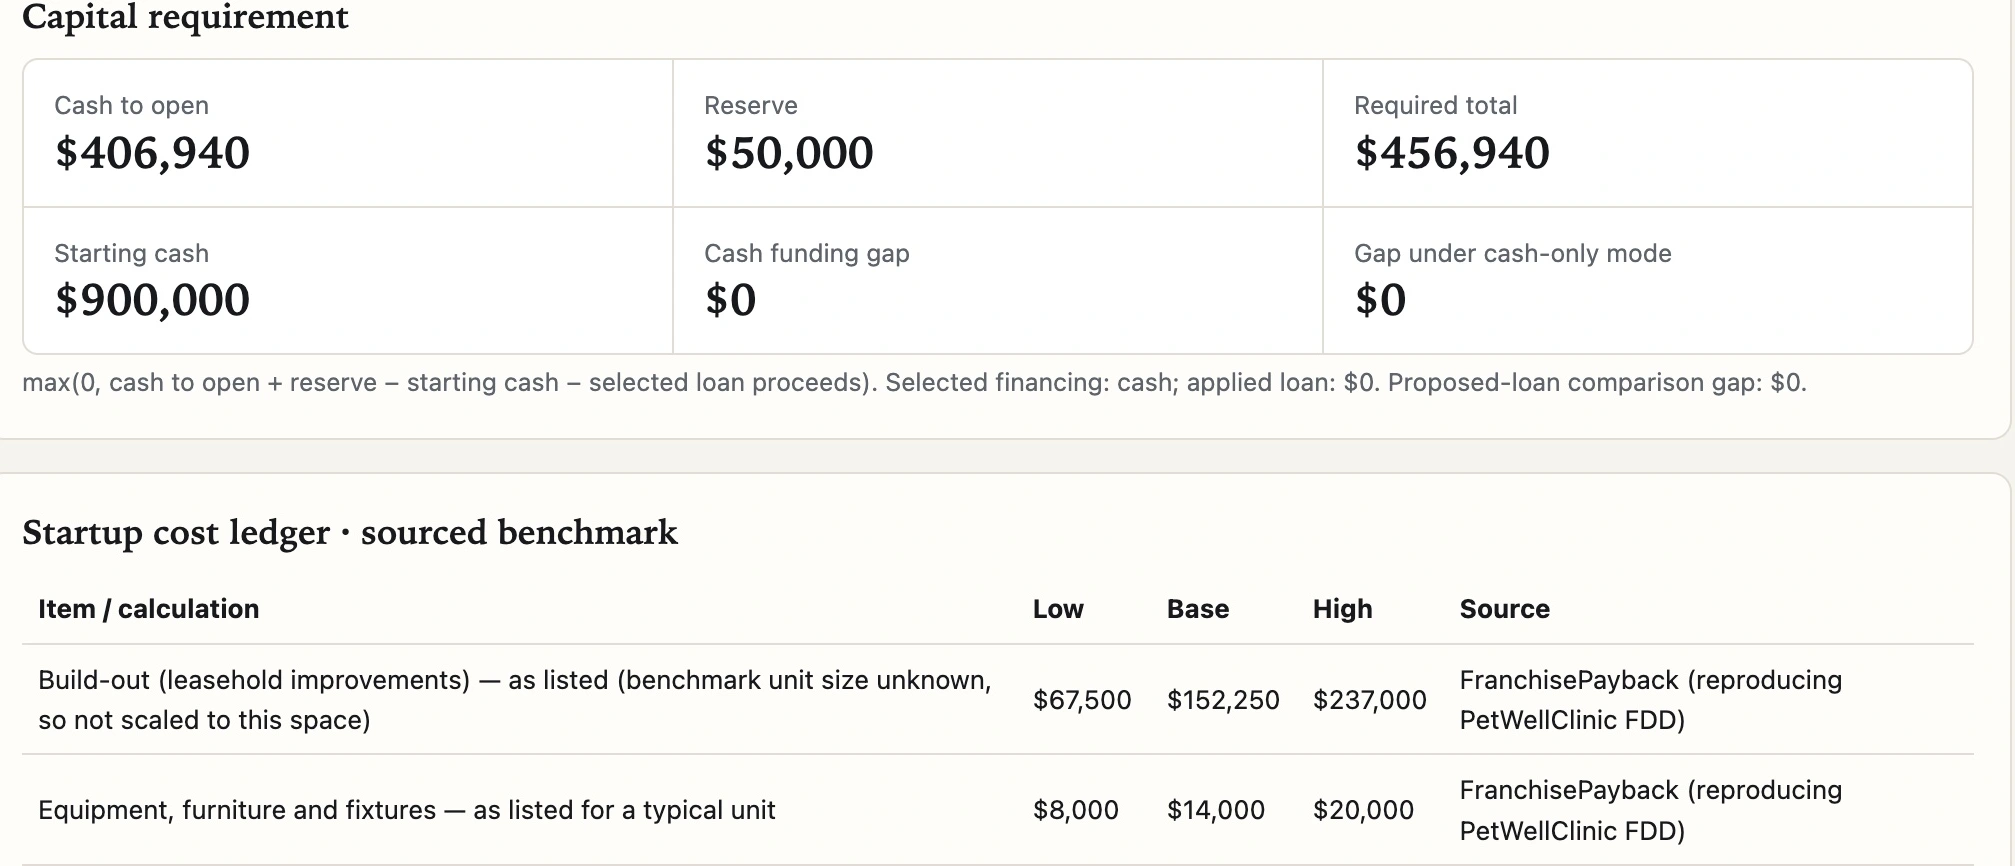 Capital requirement
Cash to open
$406,940
Reserve
$50,000
Required total
$456,940
Starting cash
$900,000
Cash funding gap
$0
Gap under cash-only mode
$0
max(0, cash to open + reserve – starting cash – selected loan proceeds). Selected financing: cash; applied loan: $0. Proposed-loan comparison gap: $0.
Startup cost ledger · sourced benchmark
Item / calculation Low Base High Source
Build-out (leasehold improvements) — as listed (benchmark unit size unknown,
so not scaled to this space)
$67,500 $152,250 $237,000
FranchisePayback (reproducing
PetWellClinic FDD)
Equipment, furniture and fixtures — as listed for a typical unit
$8,000 $14,000 $20,000
FranchisePayback (reproducing
PetWellClinic FDD)